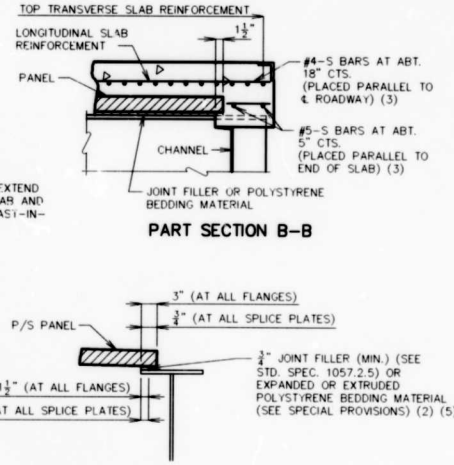 TOP TRANSVERSE SLAB REINFORCEMENT
1 1/2"
LONGITUDINAL SLAB
REINFORCEMENT
PANEL
#4-S BARS AT ABT.
18" CTS.
(PLACED PARALLEL TO
℄ ROADWAY) (3)
#5-S BARS AT ABT.
5" CTS.
(PLACED PARALLEL TO
END OF SLAB) (3)
CHANNEL
EXTEND
AB AND
AST-IN-
JOINT FILLER OR POLYSTYRENE
BEDDING MATERIAL
PART SECTION B-B
3" (AT ALL FLANGES)
3/4" (AT ALL SPLICE PLATES)
P/S PANEL
3/4" JOINT FILLER (MIN.) (SEE
STD. SPEC. 1057.2.5) OR
EXPANDED OR EXTRUDED
POLYSTYRENE BEDDING MATERIAL
(SEE SPECIAL PROVISIONS) (2) (5)
1/2" (AT ALL FLANGES)
AT ALL SPLICE PLATES)